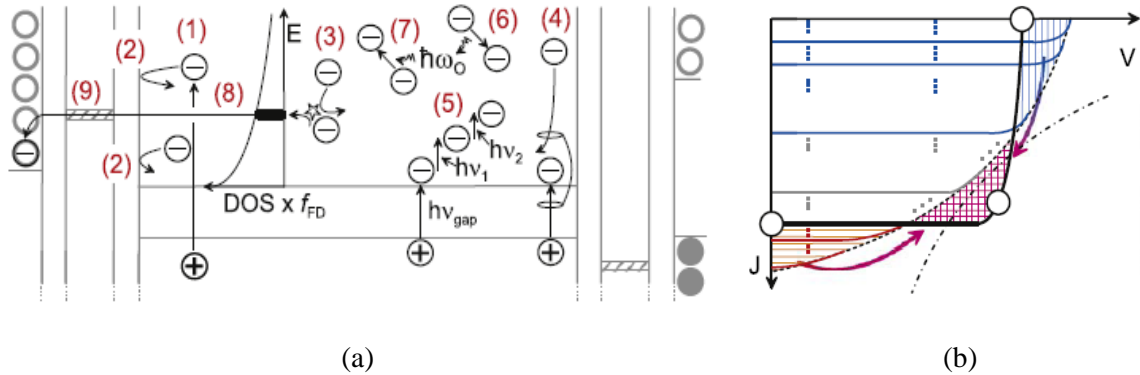 (1)
E
(3)
(7)
(6)
(4)
(2)
ħω₀
(9)
(8)
(5)
(2)
hν₂
hν₁
DOS x f_FD
hν_gap
V
J
(a)
(b)